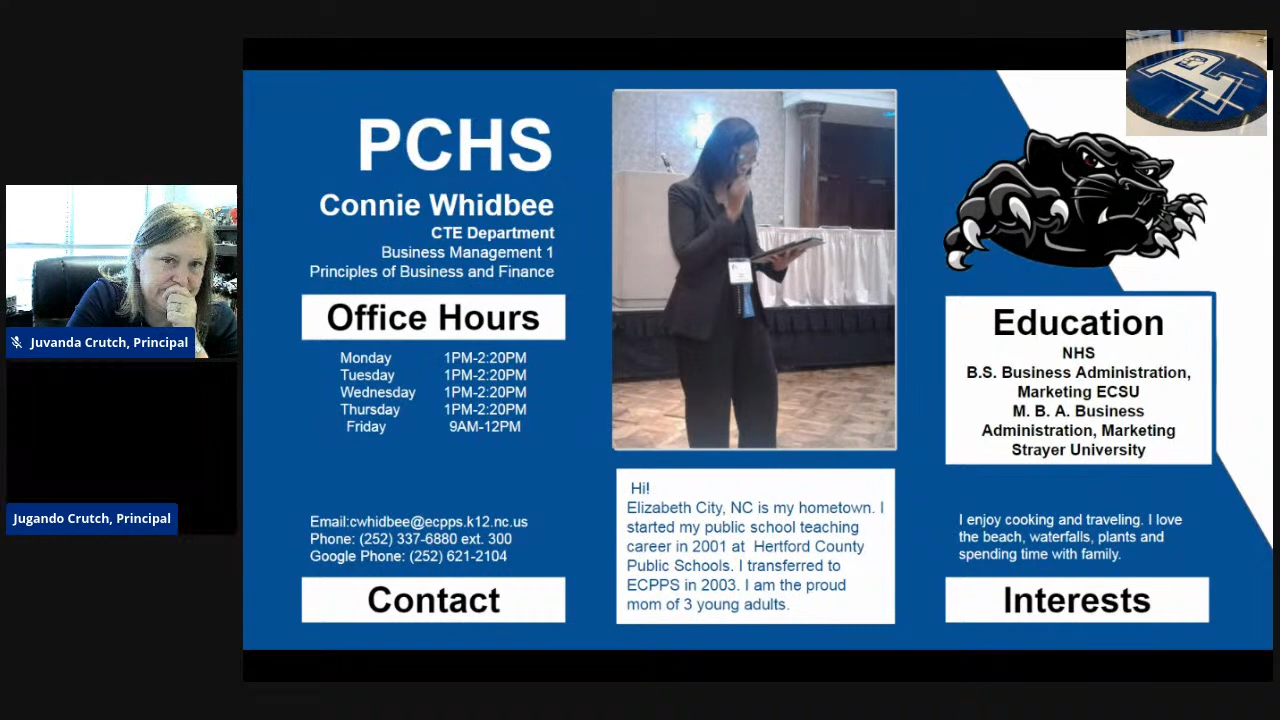 PCHS
Connie Whidbee
CTE Department
Business Management 1
Principles of Business and Finance
Office Hours
Monday 1PM-2:20PM
Tuesday 1PM-2:20PM
Wednesday 1PM-2:20PM
Thursday 1PM-2:20PM
Friday 9AM-12PM
Email:cwhidbee@ecpps.k12.nc.us
Phone: (252) 337-6880 ext. 300
Google Phone: (252) 621-2104
Contact
Hi!
Elizabeth City, NC is my hometown. I
started my public school teaching
career in 2001 at Hertford County
Public Schools. I transferred to
ECPPS in 2003. I am the proud
mom of 3 young adults.
Education
NHS
B.S. Business Administration,
Marketing ECSU
M. B. A. Business
Administration, Marketing
Strayer University
I enjoy cooking and traveling. I love
the beach, waterfalls, plants and
spending time with family.
Interests
Juvanda Crutch, Principal
Jugando Crutch, Principal